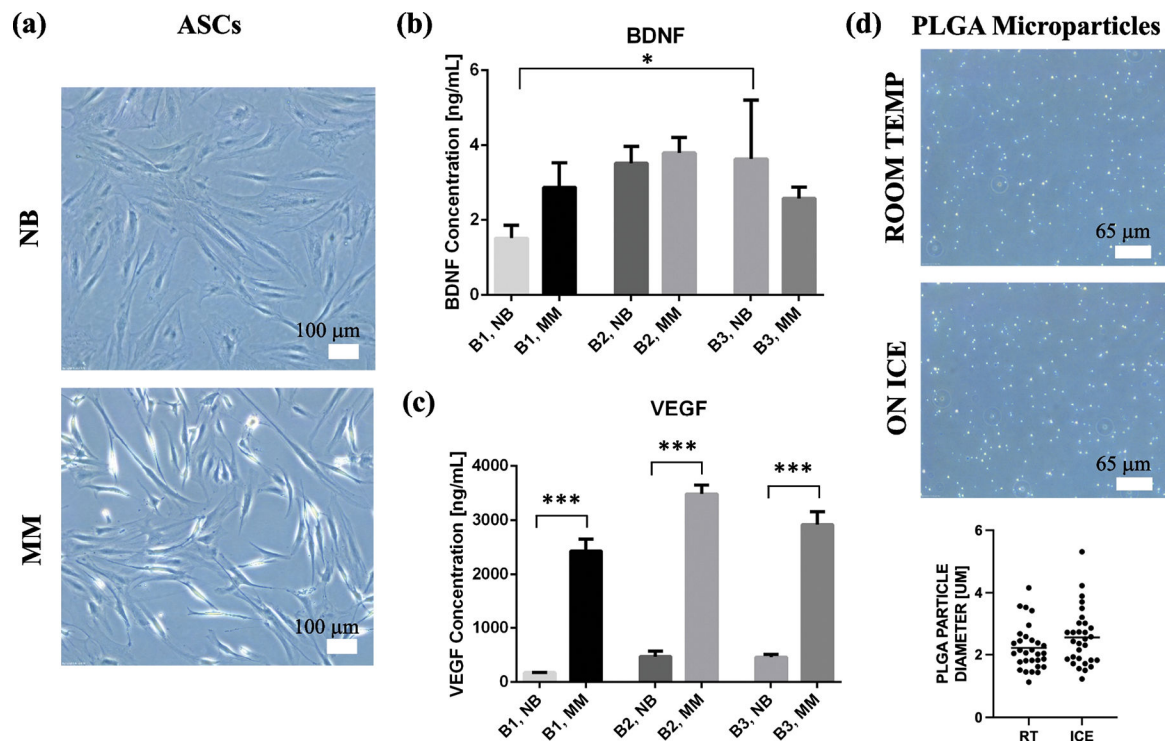 (a)
ASCs
NB
100 µm
MM
100 µm
(b)
BDNF
BDNF Concentration [ng/mL]
6
4
2
0
*
B1, NB
B1, MM
B2, NB
B2, MM
B3, NB
B3, MM
(c)
VEGF
VEGF Concentration [ng/mL]
4000
3000
2000
1000
0
***
***
***
B1, NB
B1, MM
B2, NB
B2, MM
B3, NB
B3, MM
(d)
PLGA Microparticles
ROOM TEMP
65 µm
ON ICE
65 µm
PLGA PARTICLE
DIAMETER [UM]
6
4
2
0
RT
ICE